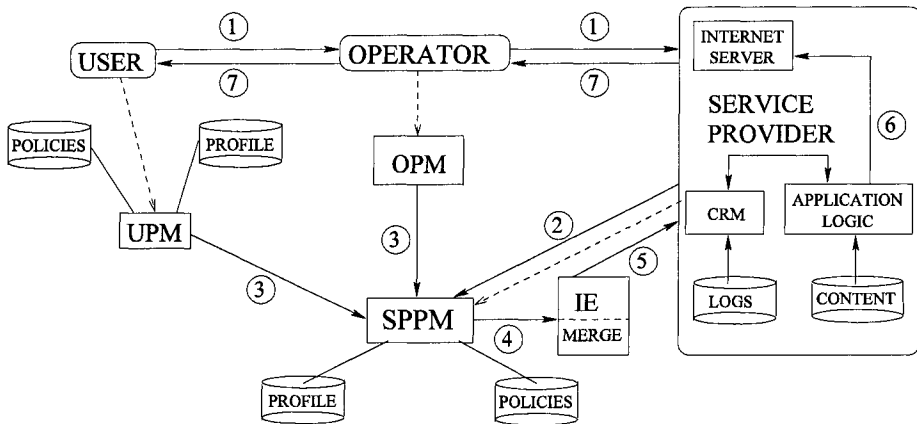 1
1
USER
OPERATOR
7
7
INTERNET
SERVER
SERVICE
PROVIDER
6
POLICIES
PROFILE
OPM
UPM
CRM
APPLICATION
LOGIC
2
3
5
3
LOGS
CONTENT
SPPM
4
IE
MERGE
PROFILE
POLICIES